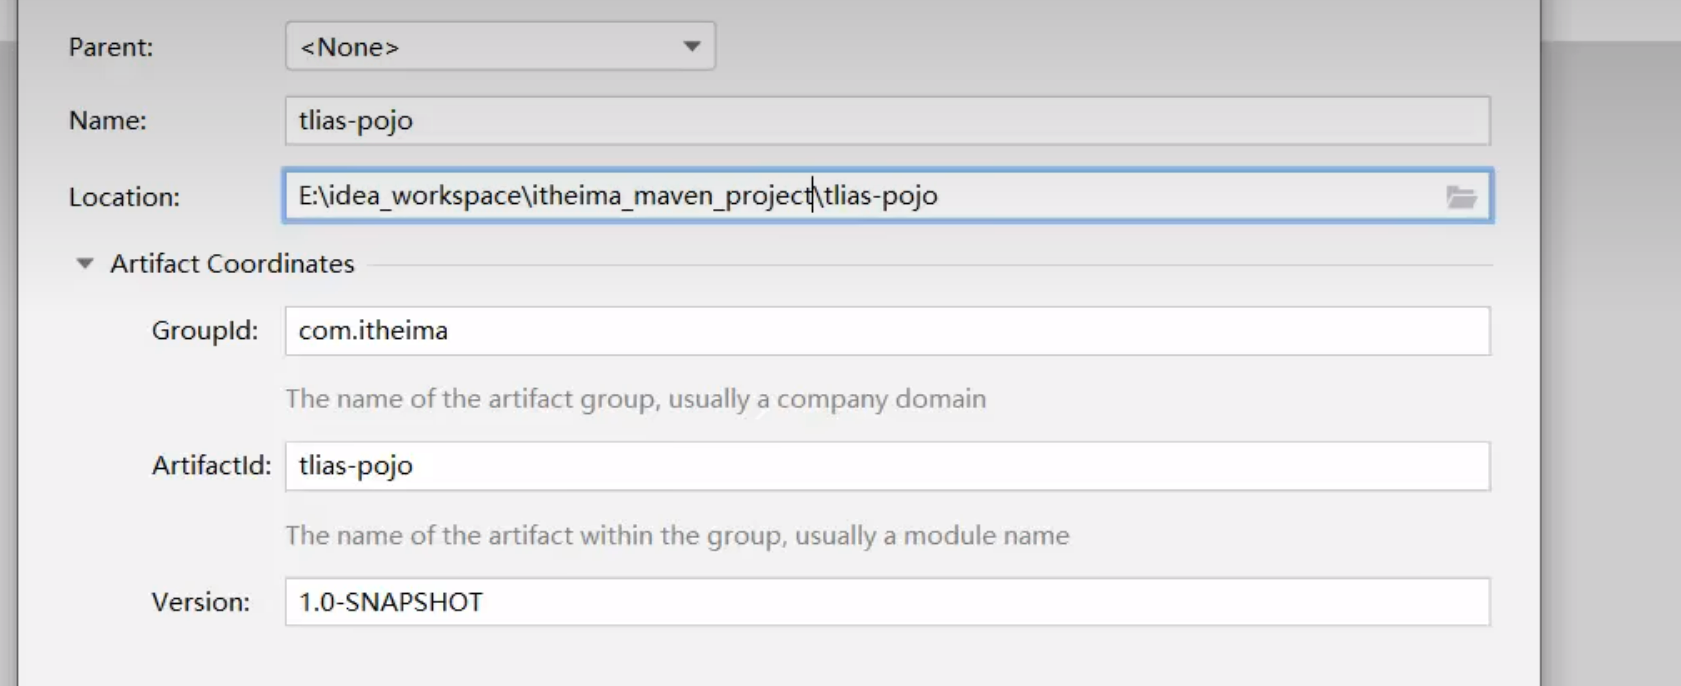 Parent: <None>
Name: tlias-pojo
Location: E:\idea_workspace\itheima_maven_project\tlias-pojo
Artifact Coordinates
GroupId: com.itheima
The name of the artifact group, usually a company domain
ArtifactId: tlias-pojo
The name of the artifact within the group, usually a module name
Version: 1.0-SNAPSHOT